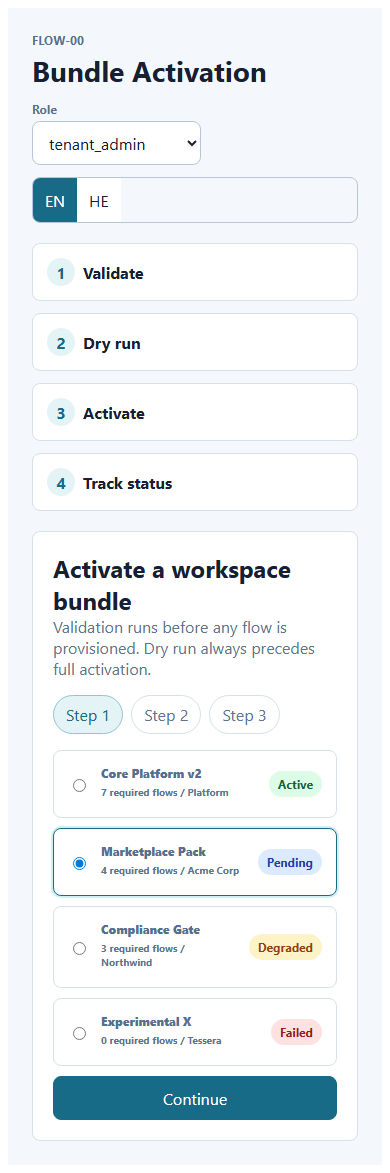 FLOW-00
Bundle Activation
Role
tenant_admin
EN HE
1 Validate
2 Dry run
3 Activate
4 Track status
Activate a workspace
bundle
Validation runs before any flow is
provisioned. Dry run always precedes
full activation.
Step 1 Step 2 Step 3
Core Platform v2
7 required flows / Platform
Active
Marketplace Pack
4 required flows / Acme Corp
Pending
Compliance Gate
3 required flows /
Northwind
Degraded
Experimental X
0 required flows / Tessera
Failed
Continue